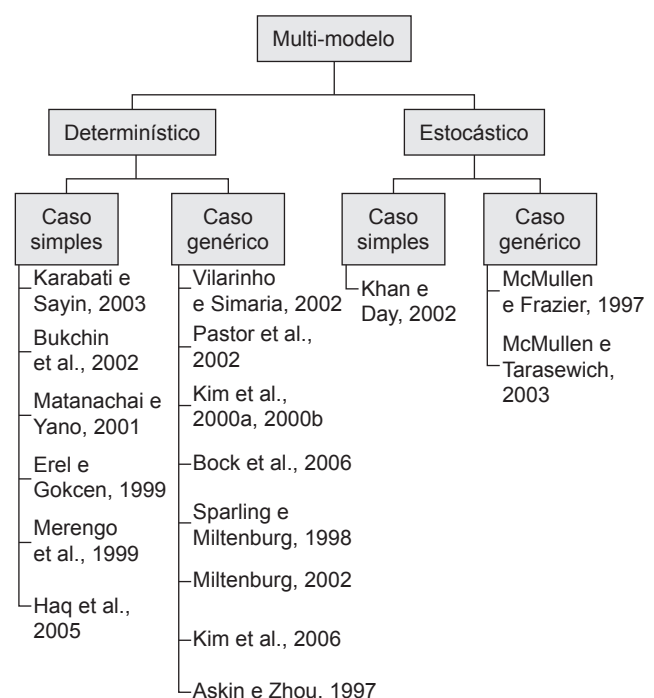 Multi-modelo
Determinístico
Estocástico
Caso
simples
Caso
genérico
Caso
simples
Caso
genérico
Karabati e
Sayin, 2003
Bukchin
et al., 2002
Matanachai e
Yano, 2001
Erel e
Gokcen, 1999
Merengo
et al., 1999
Haq et al.,
2005
Vilarinho
e Simaria, 2002
Pastor et al.,
2002
Kim et al.,
2000a, 2000b
Bock et al., 2006
Sparling e
Miltenburg, 1998
Miltenburg, 2002
Kim et al., 2006
Askin e Zhou, 1997
Khan e
Day, 2002
McMullen
e Frazier, 1997
McMullen e
Tarasewich,
2003